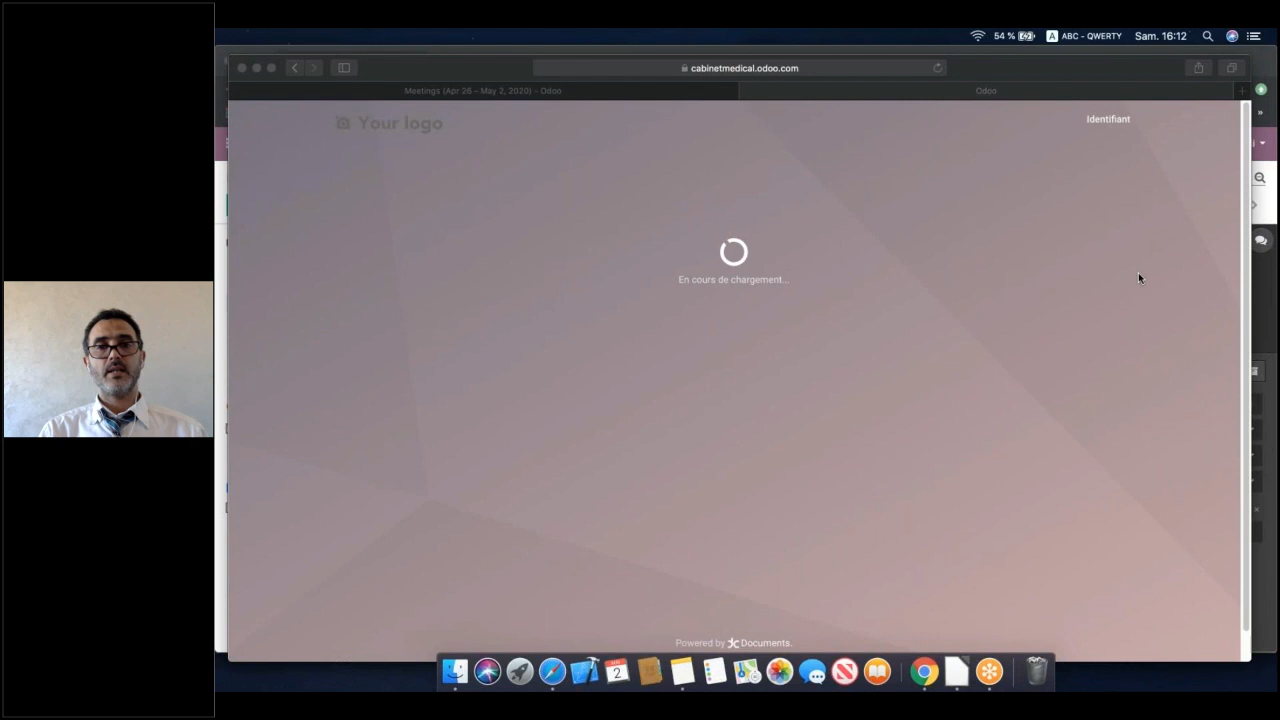 54 %
A ABC - QWERTY
Sam. 16:12
cabinetmedical.odoo.com
Meetings (Apr 26 – May 2, 2020) - Odoo
Odoo
Your logo
Identifiant
En cours de chargement...
Powered by Documents.
2